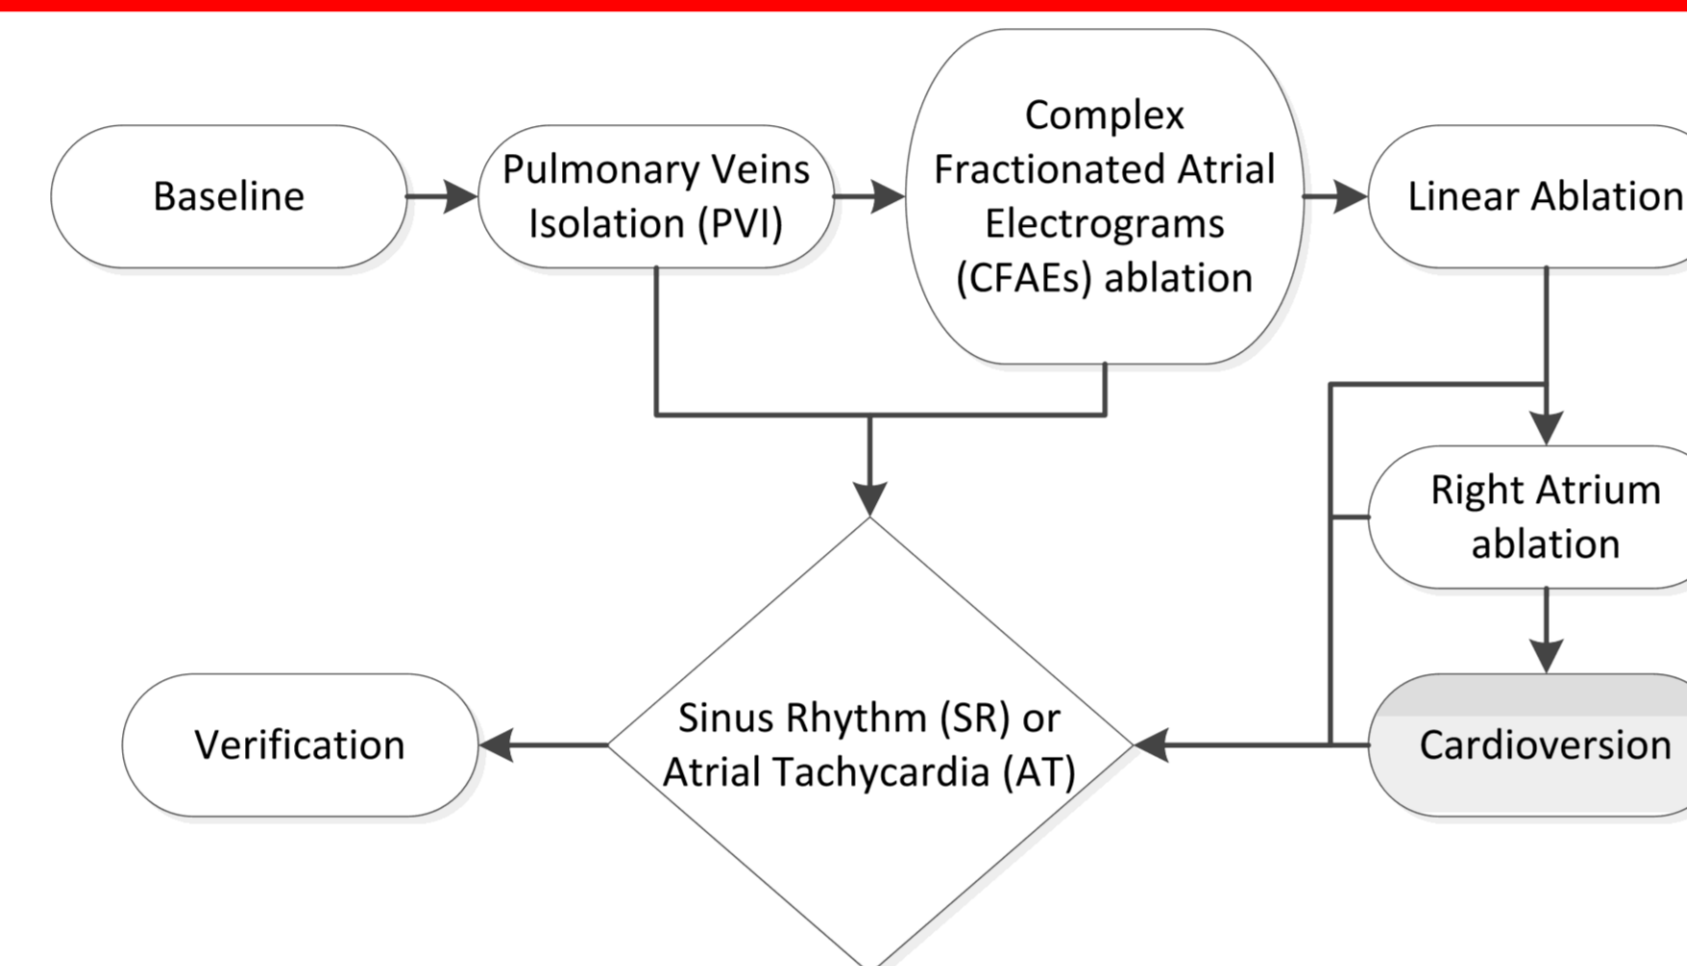 Baseline
Pulmonary Veins
Isolation (PVI)
Complex
Fractionated Atrial
Electrograms
(CFAEs) ablation
Linear Ablation
Right Atrium
ablation
Cardioversion
Sinus Rhythm (SR) or
Atrial Tachycardia (AT)
Verification